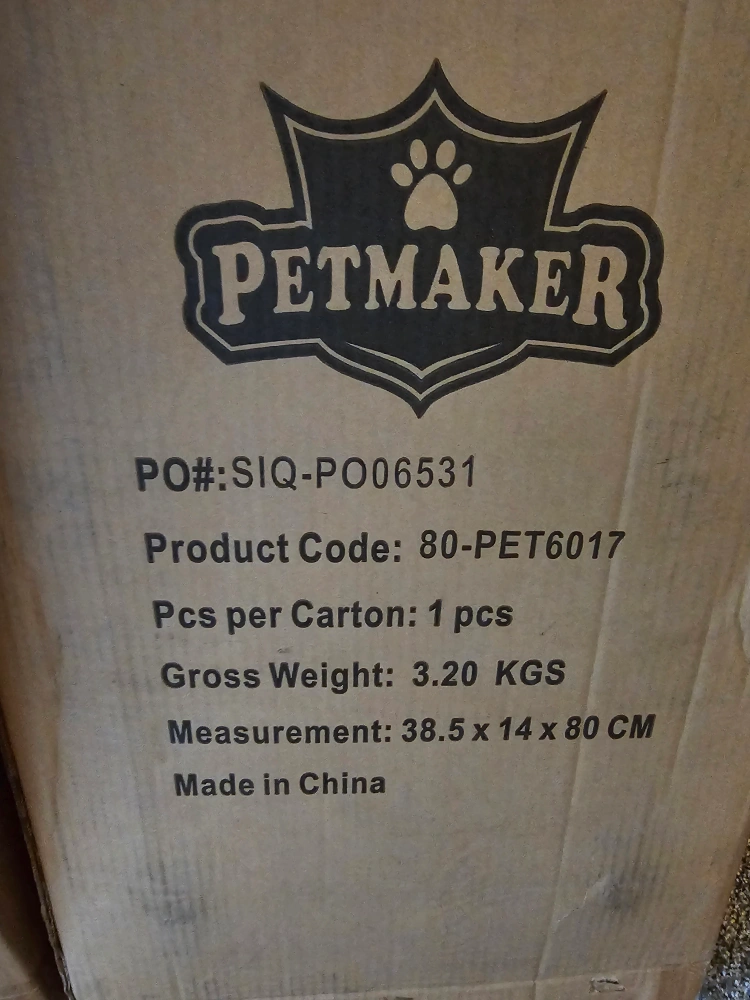 PETMAKER
PO#:SIQ-PO06531
Product Code: 80-PET6017
Pcs per Carton: 1 pcs
Gross Weight: 3.20 KGS
Measurement: 38.5 x 14 x 80 CM
Made in China